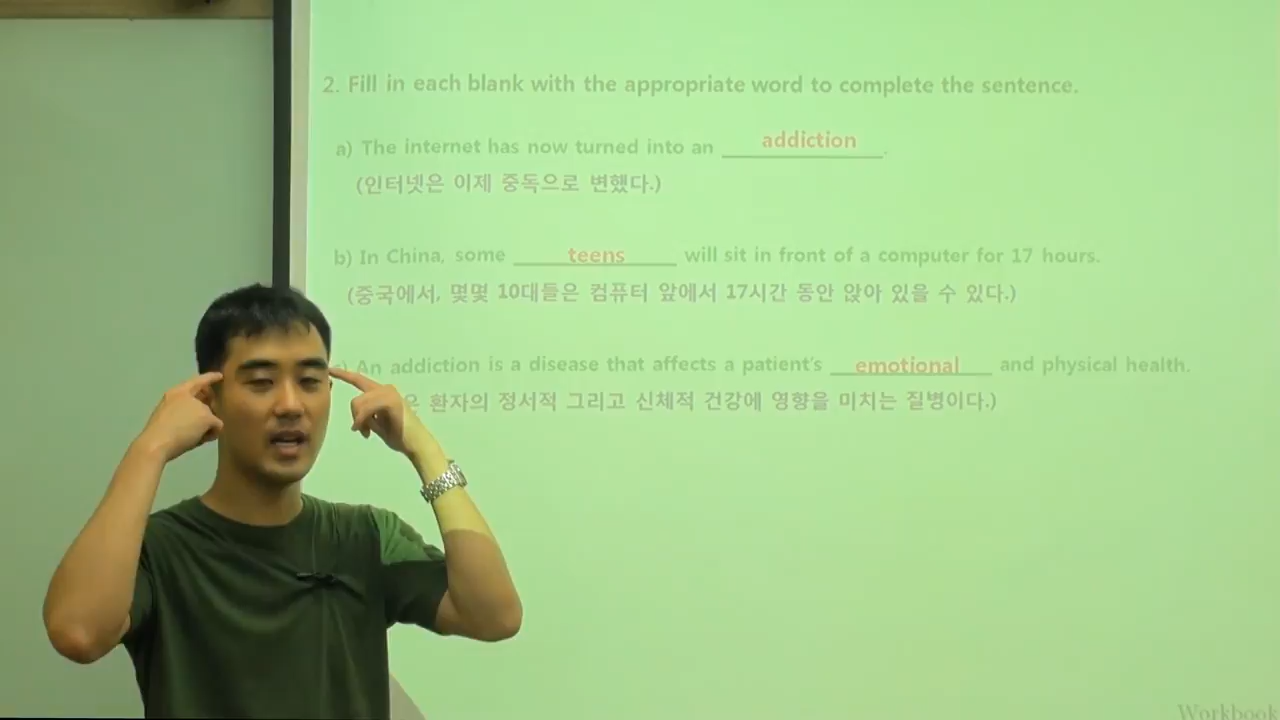 2. Fill in each blank with the appropriate word to complete the sentence.
a) The internet has now turned into an addiction.
(인터넷은 이제 중독으로 변했다.)
b) In China, some teens will sit in front of a computer for 17 hours.
(중국에서, 몇몇 10대들은 컴퓨터 앞에서 17시간 동안 앉아 있을 수 있다.)
An addiction is a disease that affects a patient's emotional and physical health.
환자의 정서적 그리고 신체적 건강에 영향을 미치는 질병이다.)
Workbook